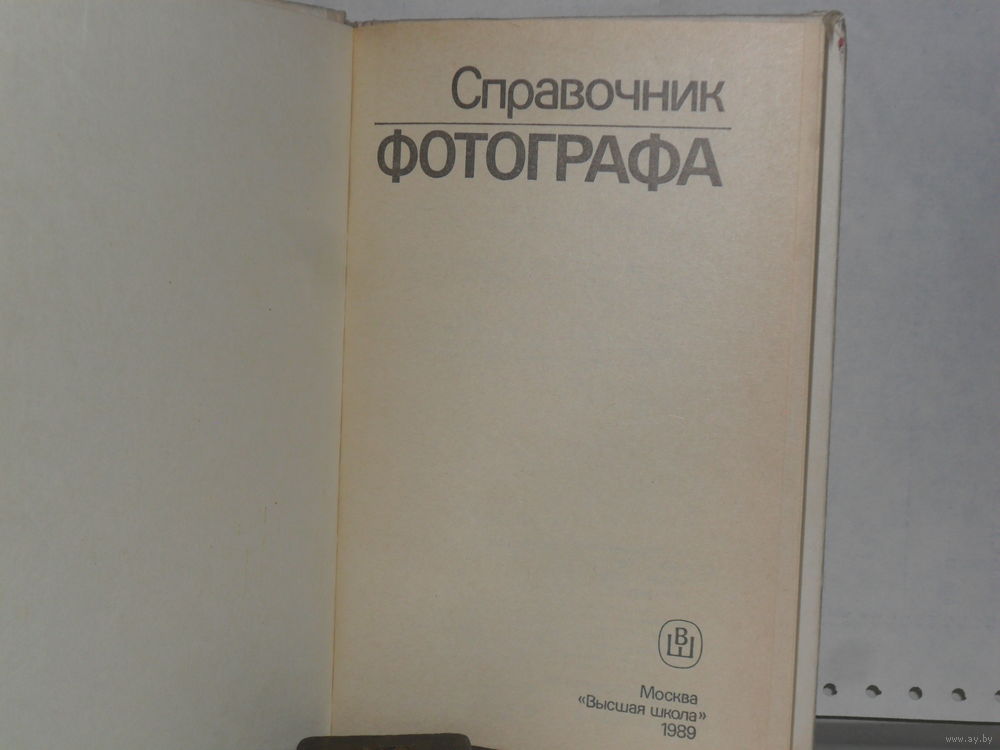 Справочник
ФОТОГРАФА
ВШ
Москва
«Высшая школа»
1989
www.ay.by